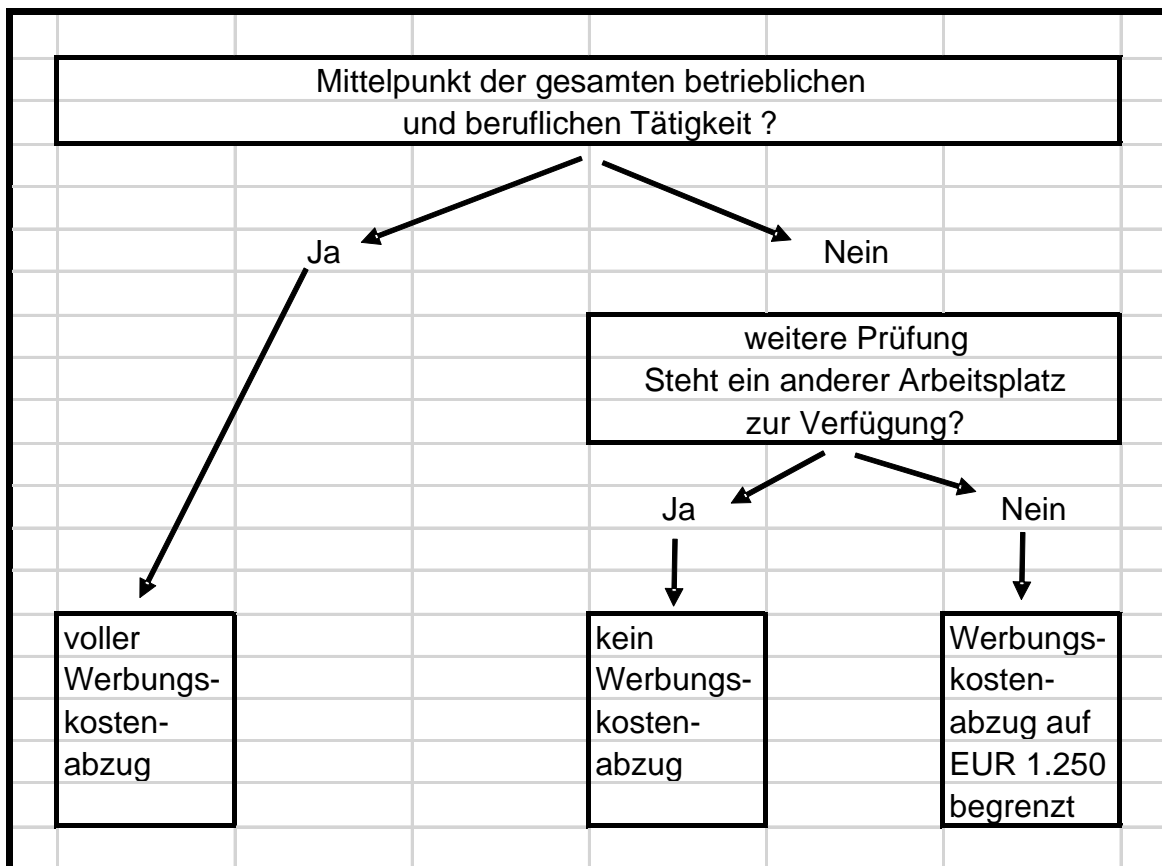 Mittelpunkt der gesamten betrieblichen
und beruflichen Tätigkeit ?
Ja
Nein
weitere Prüfung
Steht ein anderer Arbeitsplatz
zur Verfügung?
Ja
Nein
voller
Werbungs-
kosten-
abzug
kein
Werbungs-
kosten-
abzug
Werbungs-
kosten-
abzug auf
EUR 1.250
begrenzt